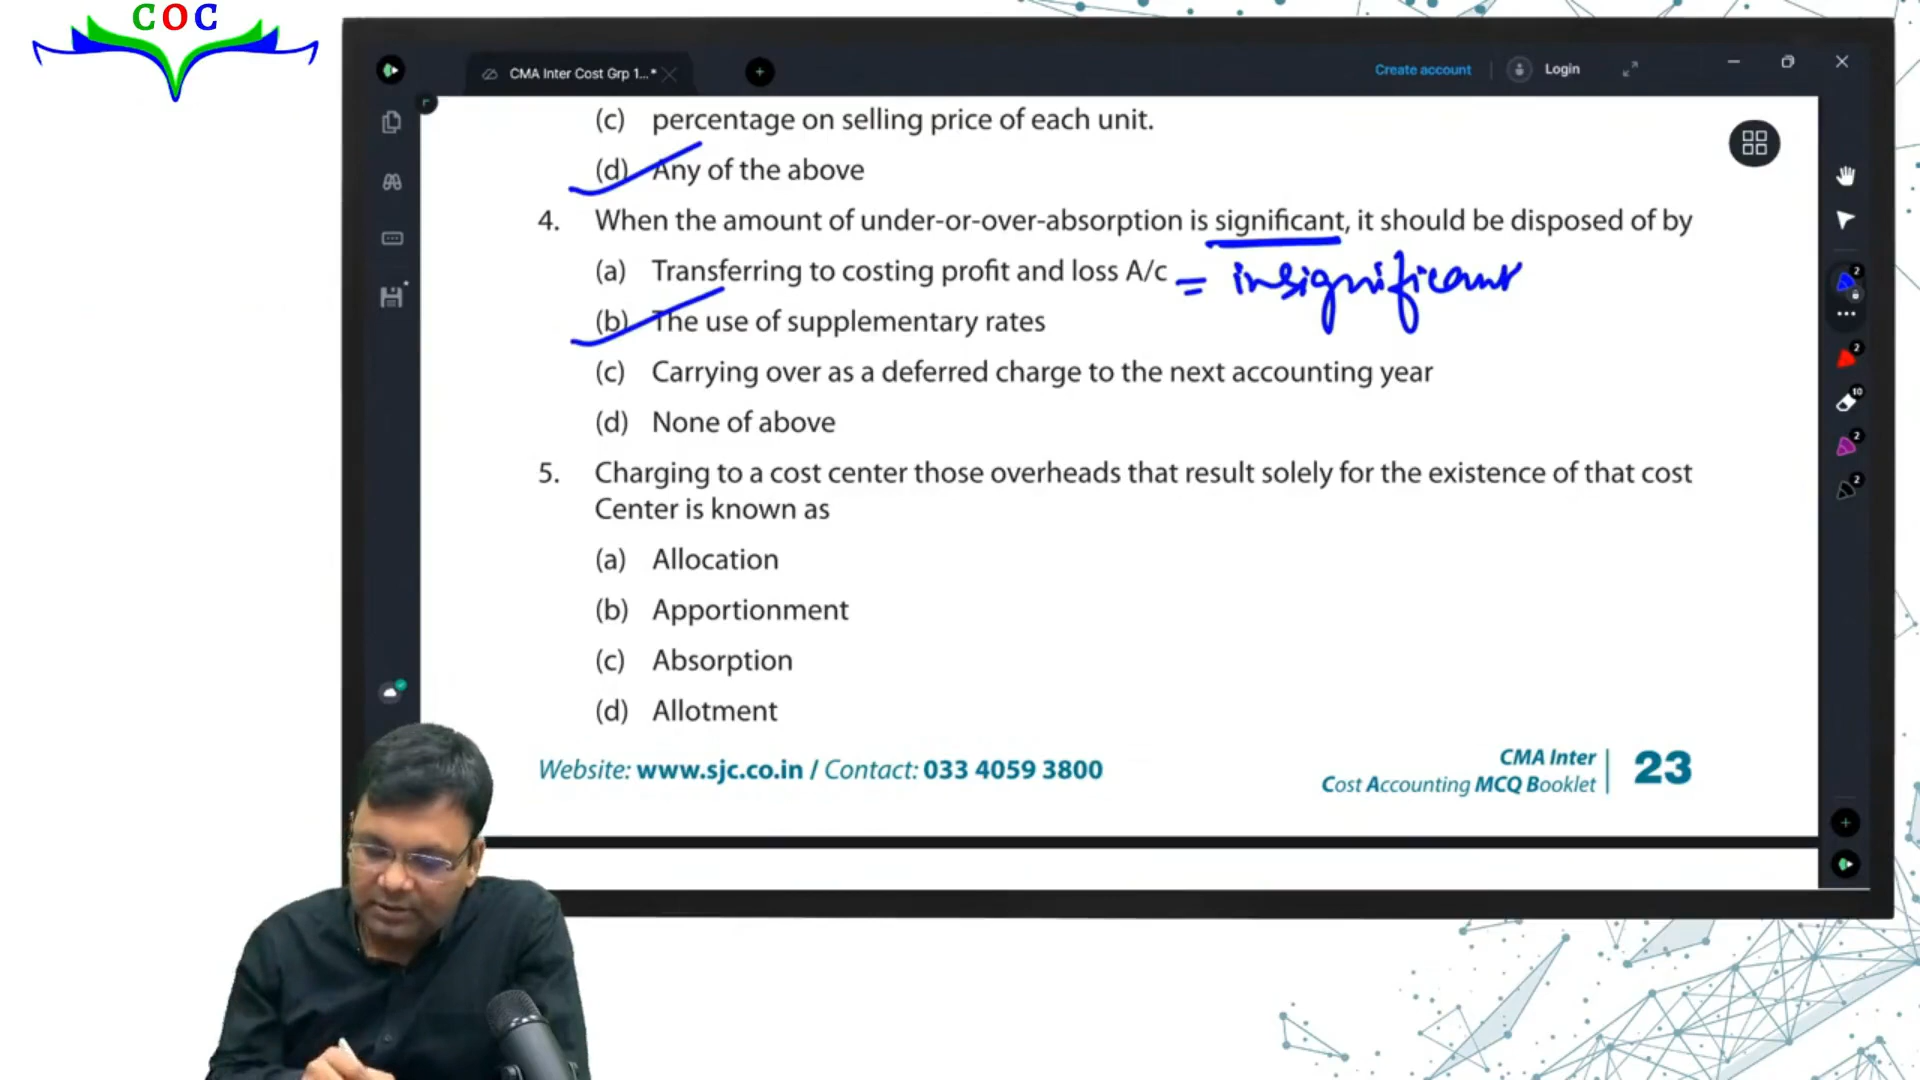 COC
CMA Inter Cost Grp 1...*
Create account
Login
(c) percentage on selling price of each unit.
(d) Any of the above
4. When the amount of under-or-over-absorption is significant, it should be disposed of by
(a) Transferring to costing profit and loss A/c = insignificant
(b) The use of supplementary rates
(c) Carrying over as a deferred charge to the next accounting year
(d) None of above
5. Charging to a cost center those overheads that result solely for the existence of that cost
Center is known as
(a) Allocation
(b) Apportionment
(c) Absorption
(d) Allotment
Website: www.sjc.co.in / Contact: 033 4059 3800
CMA Inter
Cost Accounting MCQ Booklet
23
2
2
10
2
2